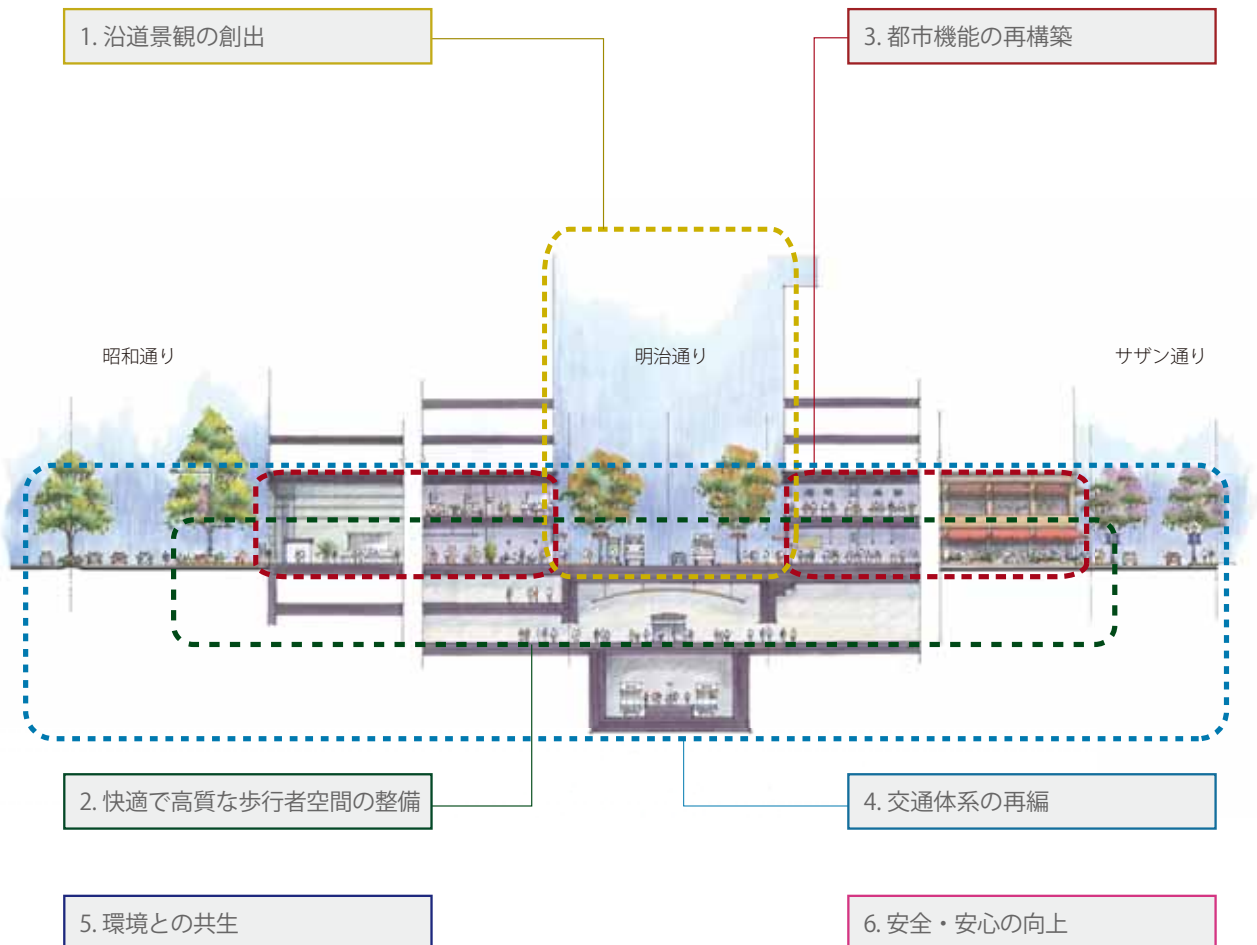 1. 沿道景観の創出
3. 都市機能の再構築
昭和通り
明治通り
サザン通り
2. 快適で高質な歩行者空間の整備
4. 交通体系の再編
5. 環境との共生
6. 安全・安心の向上